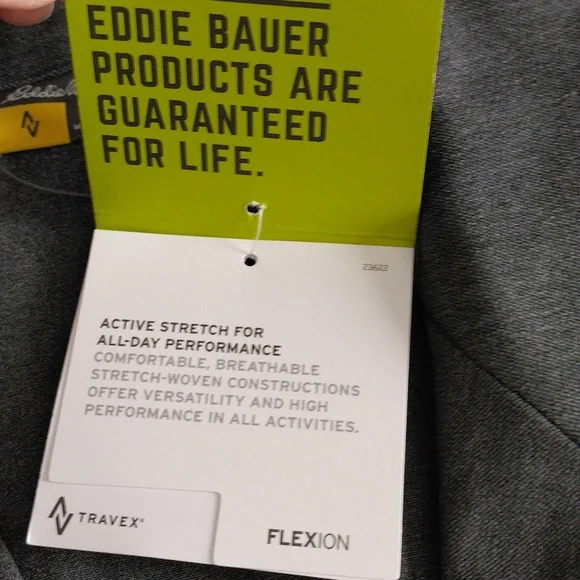 EDDIE BAUER
PRODUCTS ARE
GUARANTEED
FOR LIFE.
23622
ACTIVE STRETCH FOR
ALL-DAY PERFORMANCE
COMFORTABLE, BREATHABLE
STRETCH-WOVEN CONSTRUCTIONS
OFFER VERSATILITY AND HIGH
PERFORMANCE IN ALL ACTIVITIES.
TRAVEX®
FLEXION